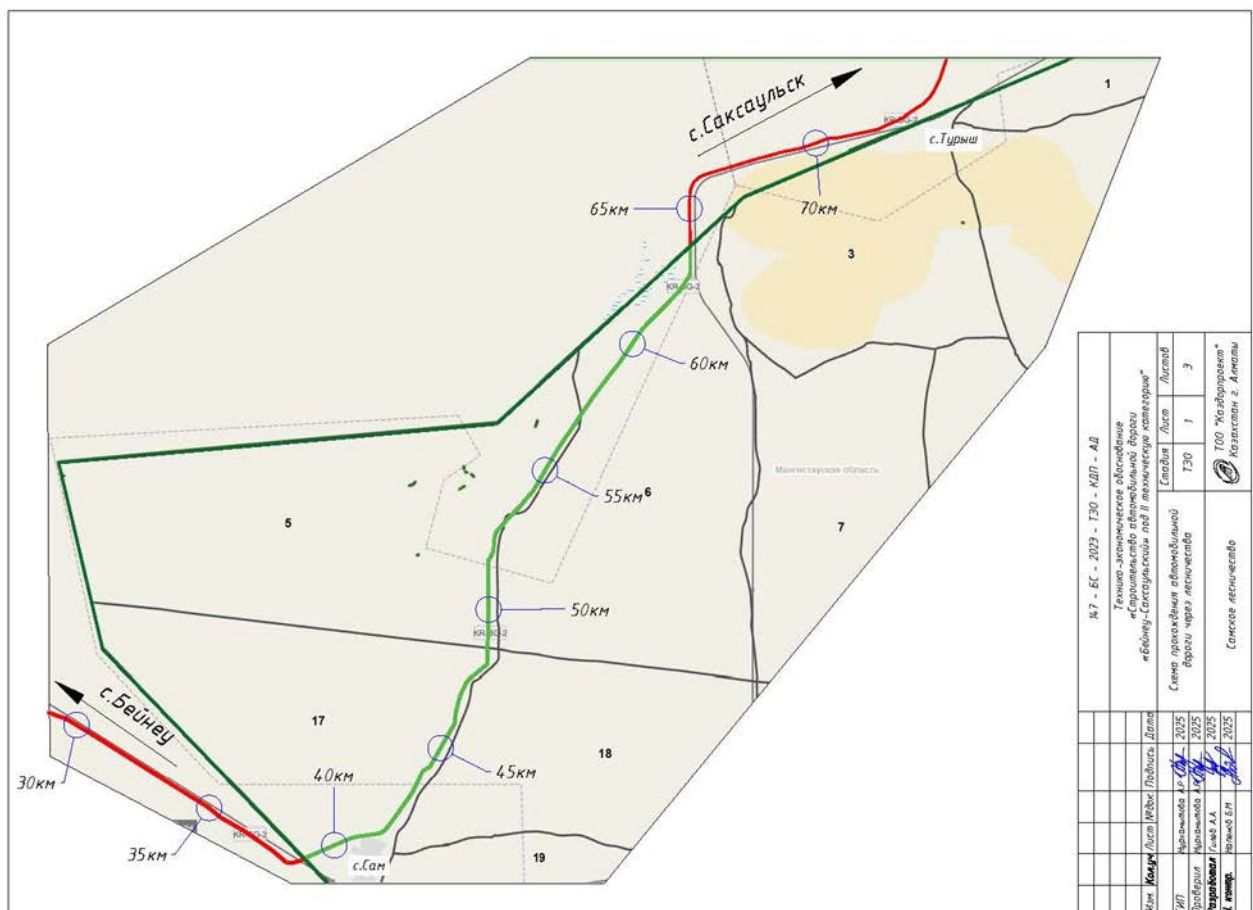 с.Саксаульск
1
KR-SG-2
с.Турыш
65км
70км
3
KR-SG-2
60км
Мангистауская область
55км
6
5
7
50км
KR-SG-2
с.Бейнеу
17
18
45км
40км
30км
KR-SG-2
35км
с.Сам
19
147 - БС - 2023 - ТЭО - КДП - АД
Технико-экономическое обоснование
«Строительство автомобильной дороги
«Бейнеу-Саксаульский» под II техническую категорию"
Изм. Кол.уч Лист №док. Подпись Дата
ГИП 2025
Проверил 2025
Разработал 2025
Н. контр. 2025
Схема прохождения автомобильной
дороги через лесничества
Стадия Лист Листов
ТЭО 1 3
Самское лесничество
ТОО "Каздорпроект"
Казахстан г. Алматы